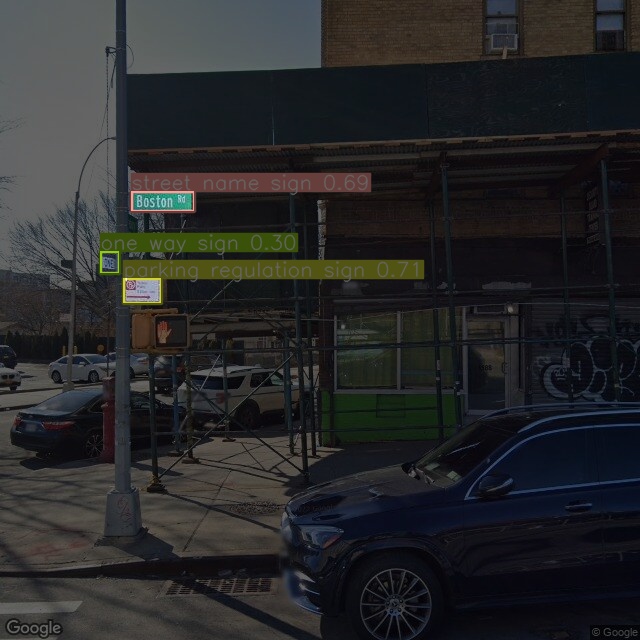 street name sign 0.69
Boston Rd
one way sign 0.30
parking regulation sign 0.71
Google
© Google